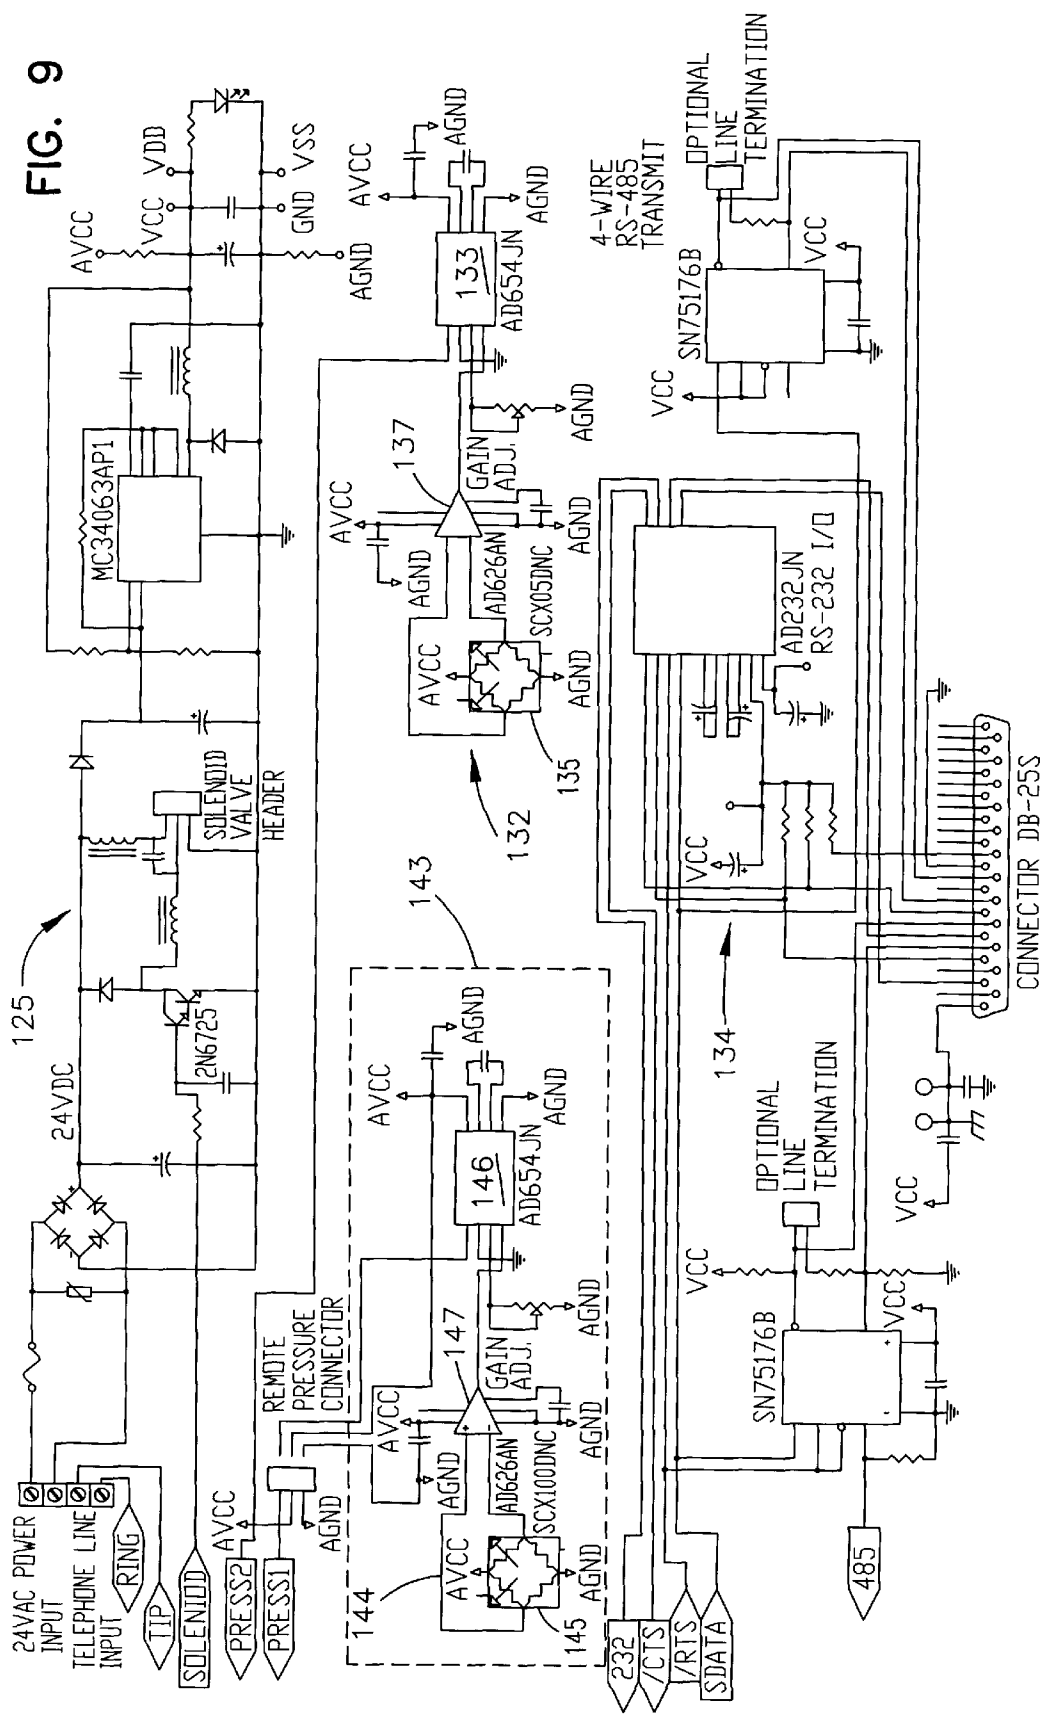 FIG. 9
125
24VDC
24VAC POWER
INPUT
TELEPHONE LINE
INPUT
RING
TIP
SOLENIOD
2N6725
SOLENOID
VALVE
HEADER
MC34063AP1
AVCC
VCC
VDD
GND
VSS
AGND
PRESS2
PRESS1
AVCC
AGND
REMOTE
PRESSURE
CONNECTOR
143
144
AVCC
145
AGND
SCX100DNC
AD626AN
AGND
AVCC
147
GAIN
ADJ.
AGND
AGND
146
AD654JN
AVCC
AGND
AGND
132
AVCC
135
AGND
SCX05DNC
AD626AN
AGND
AVCC
137
GAIN
ADJ.
AGND
AGND
133
AD654JN
AVCC
AGND
AGND
232
/CTS
/RTS
SDATA
485
SN75176B
VCC
VCC
OPTIONAL
LINE
TERMINATION
134
VCC
AD232JN
RS-232 I/O
4-WIRE
RS-485
TRANSMIT
SN75176B
VCC
VCC
OPTIONAL
LINE
TERMINATION
VCC
CONNECTOR DB-25S